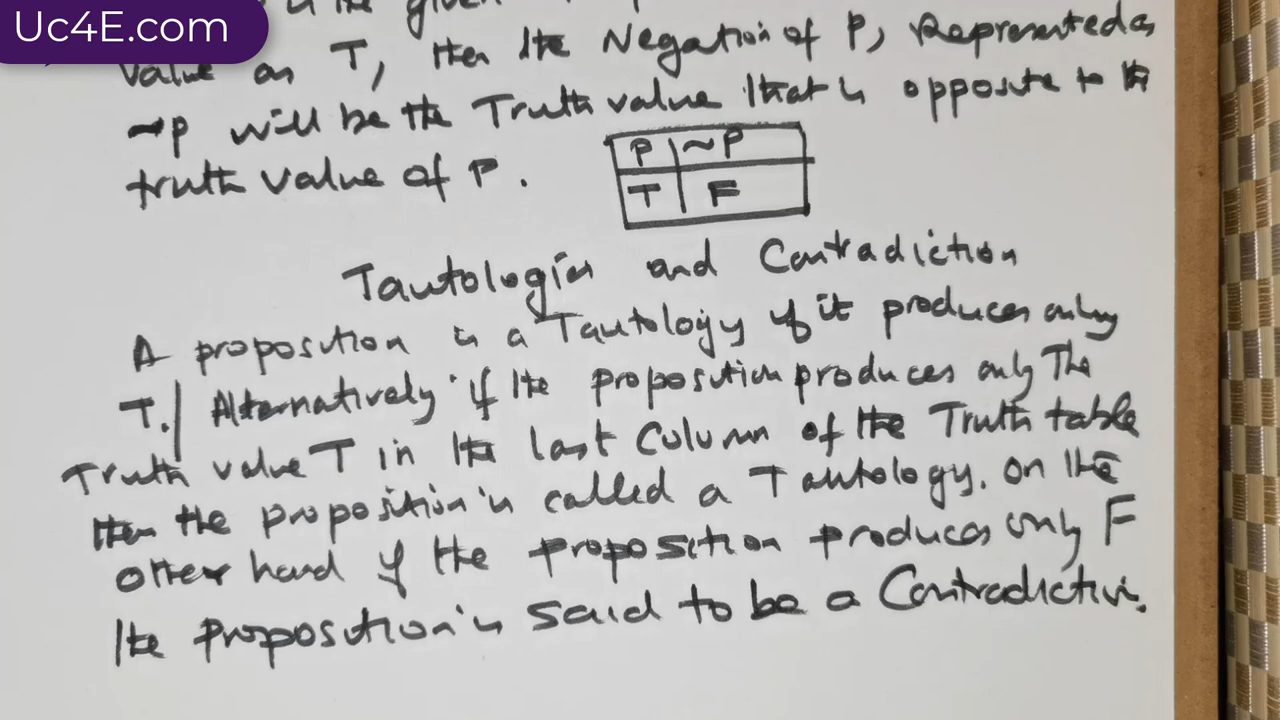 Uc4E.com
the given
value as T, then the Negation of P, Represented as
~p will be the Truth value that is opposite to the
truth value of P.
P ~P
T F
Tautologies and Contradiction
A proposition is a Tautology if it produces only
T. Alternatively if the proposition produces only The
Truth value T in the last Column of the Truth table
then the proposition is called a Tautology. On the
other hand if the proposition produces only F
the proposition is said to be a Contradiction.